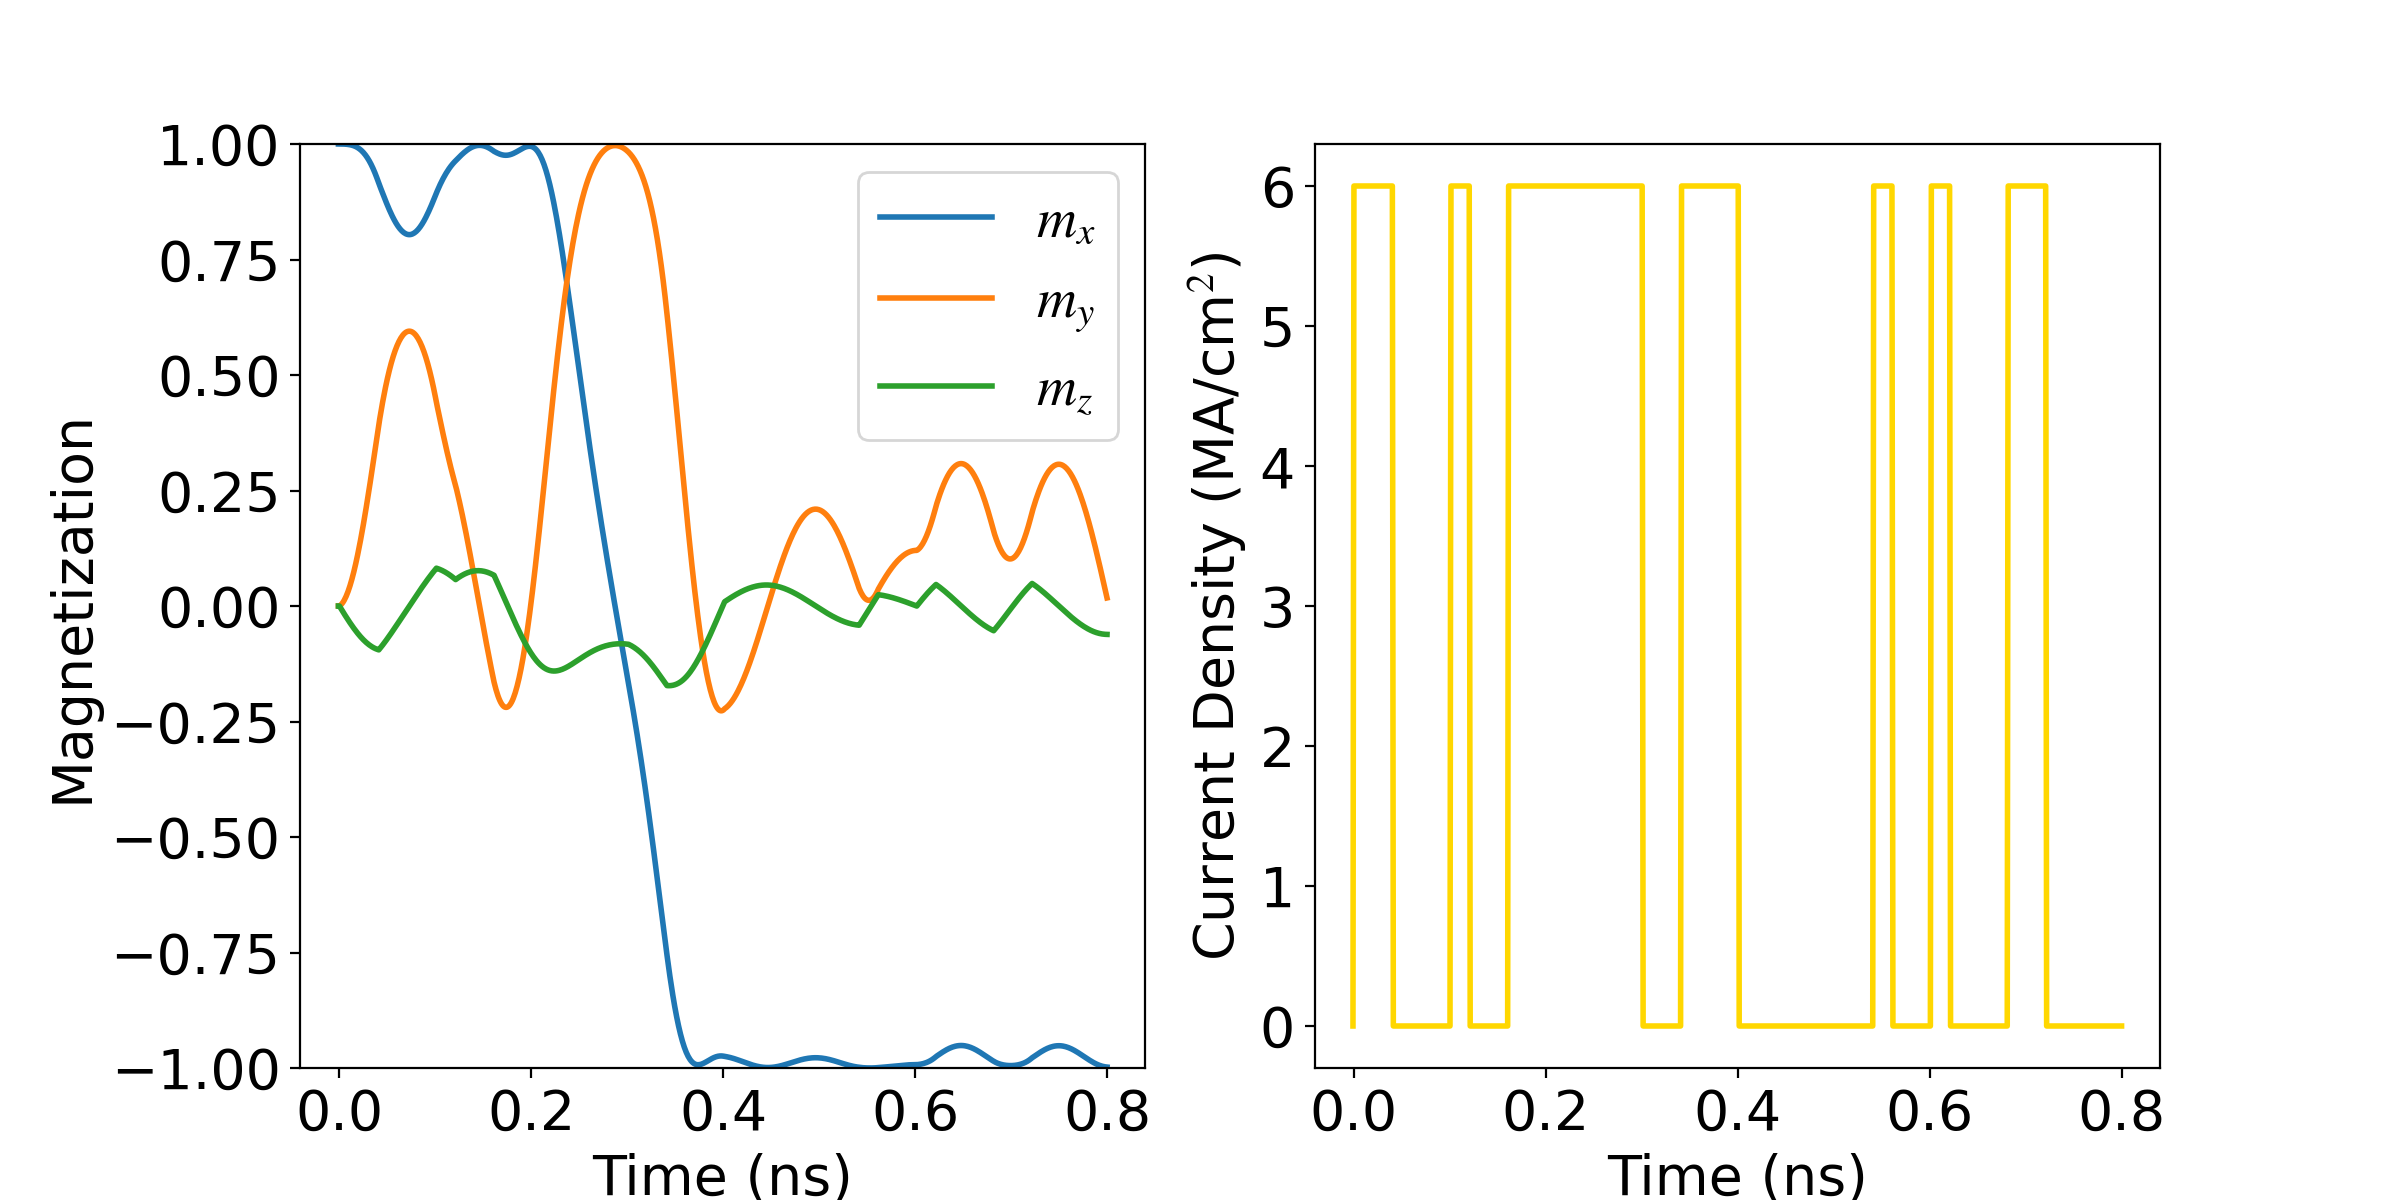 Magnetization
1.00
0.75
0.50
0.25
0.00
−0.25
−0.50
−0.75
−1.00
0.0 0.2 0.4 0.6 0.8
Time (ns)
mₓ
m_y
m_z
Current Density (MA/cm²)
6
5
4
3
2
1
0
0.0 0.2 0.4 0.6 0.8
Time (ns)